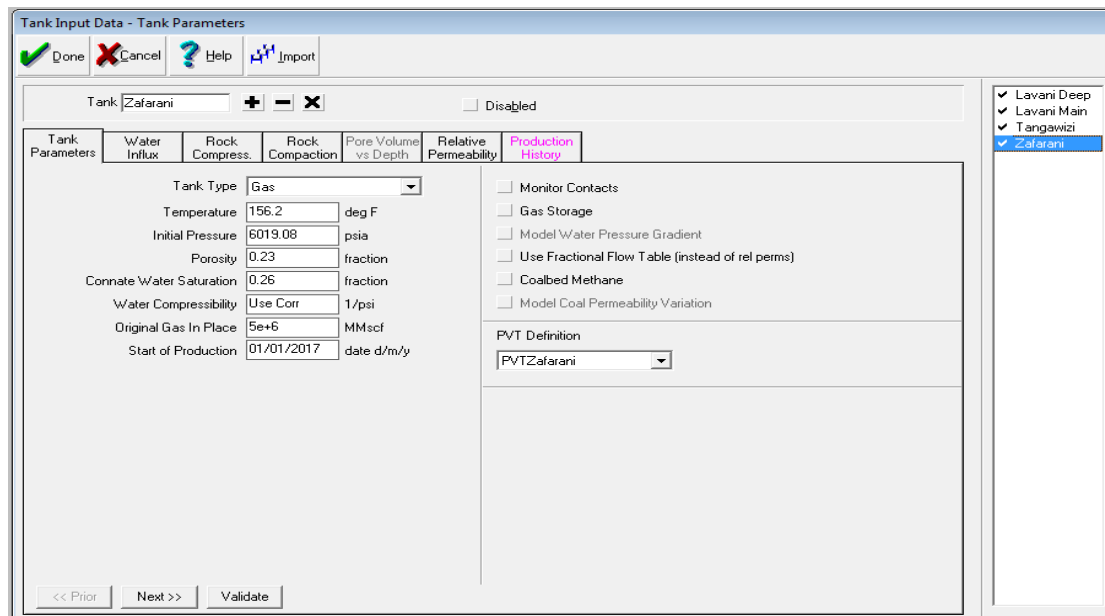 Tank Input Data - Tank Parameters
Done Cancel Help Import
Tank Zafarani Disabled
Tank Parameters
Water Influx
Rock Compress.
Rock Compaction
Pore Volume vs Depth
Relative Permeability
Production History
Tank Type Gas
Temperature 156.2 deg F
Initial Pressure 6019.08 psia
Porosity 0.23 fraction
Connate Water Saturation 0.26 fraction
Water Compressibility Use Corr 1/psi
Original Gas In Place 5e+6 MMscf
Start of Production 01/01/2017 date d/m/y
Monitor Contacts
Gas Storage
Model Water Pressure Gradient
Use Fractional Flow Table (instead of rel perms)
Coalbed Methane
Model Coal Permeability Variation
PVT Definition
PVTZafarani
Lavani Deep
Lavani Main
Tangawizi
Zafarani
<< Prior Next >> Validate